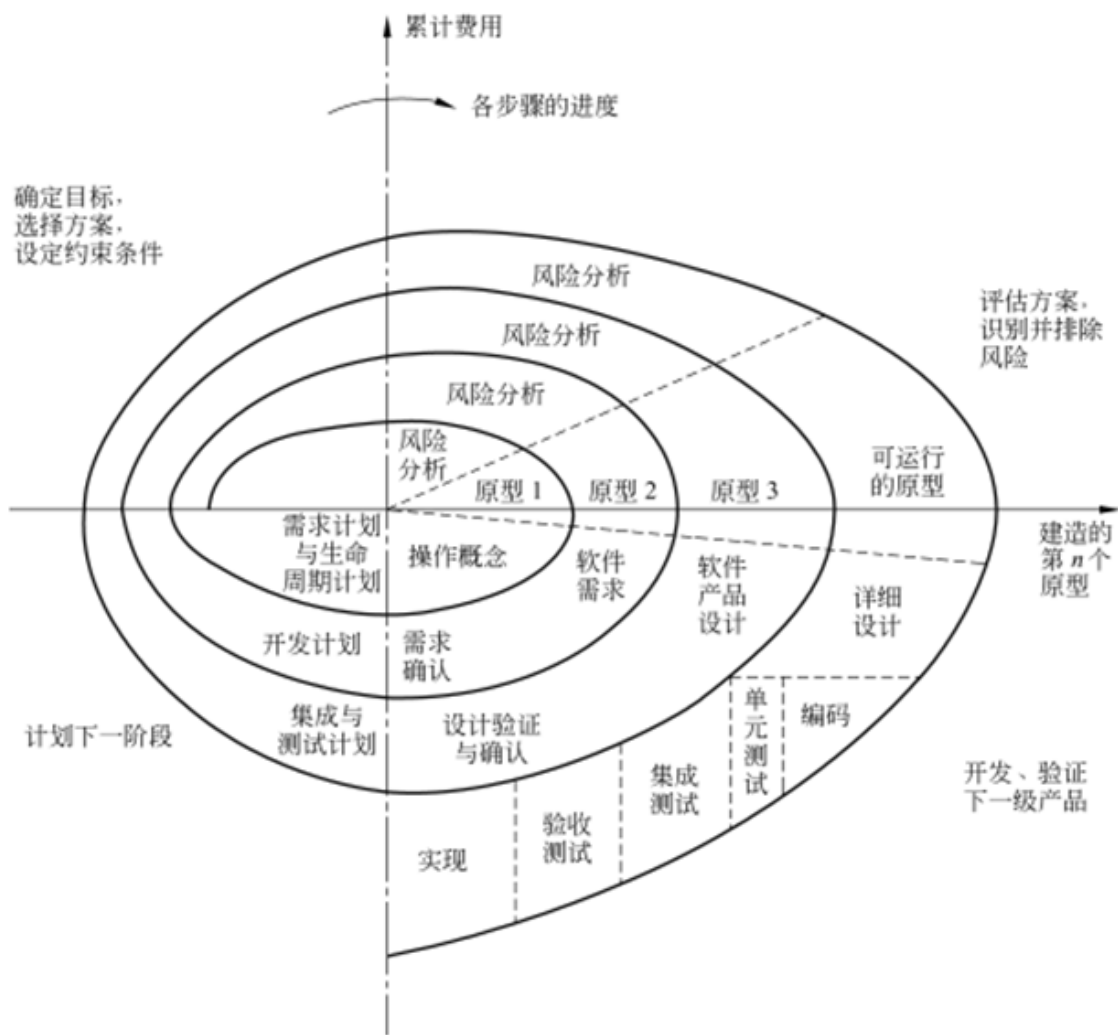 累计费用
各步骤的进度
确定目标，
选择方案，
设定约束条件
风险分析
评估方案，
识别并排除
风险
风险分析
风险分析
风险
分析
原型 1
原型 2
原型 3
可运行
的原型
需求计划
与生命
周期计划
操作概念
软件
需求
软件
产品
设计
详细
设计
建造的
第 n 个
原型
开发计划
需求
确认
计划下一阶段
集成与
测试计划
设计验证
与确认
单
元
测
试
编码
集成
测试
验收
测试
实现
开发、验证
下一级产品